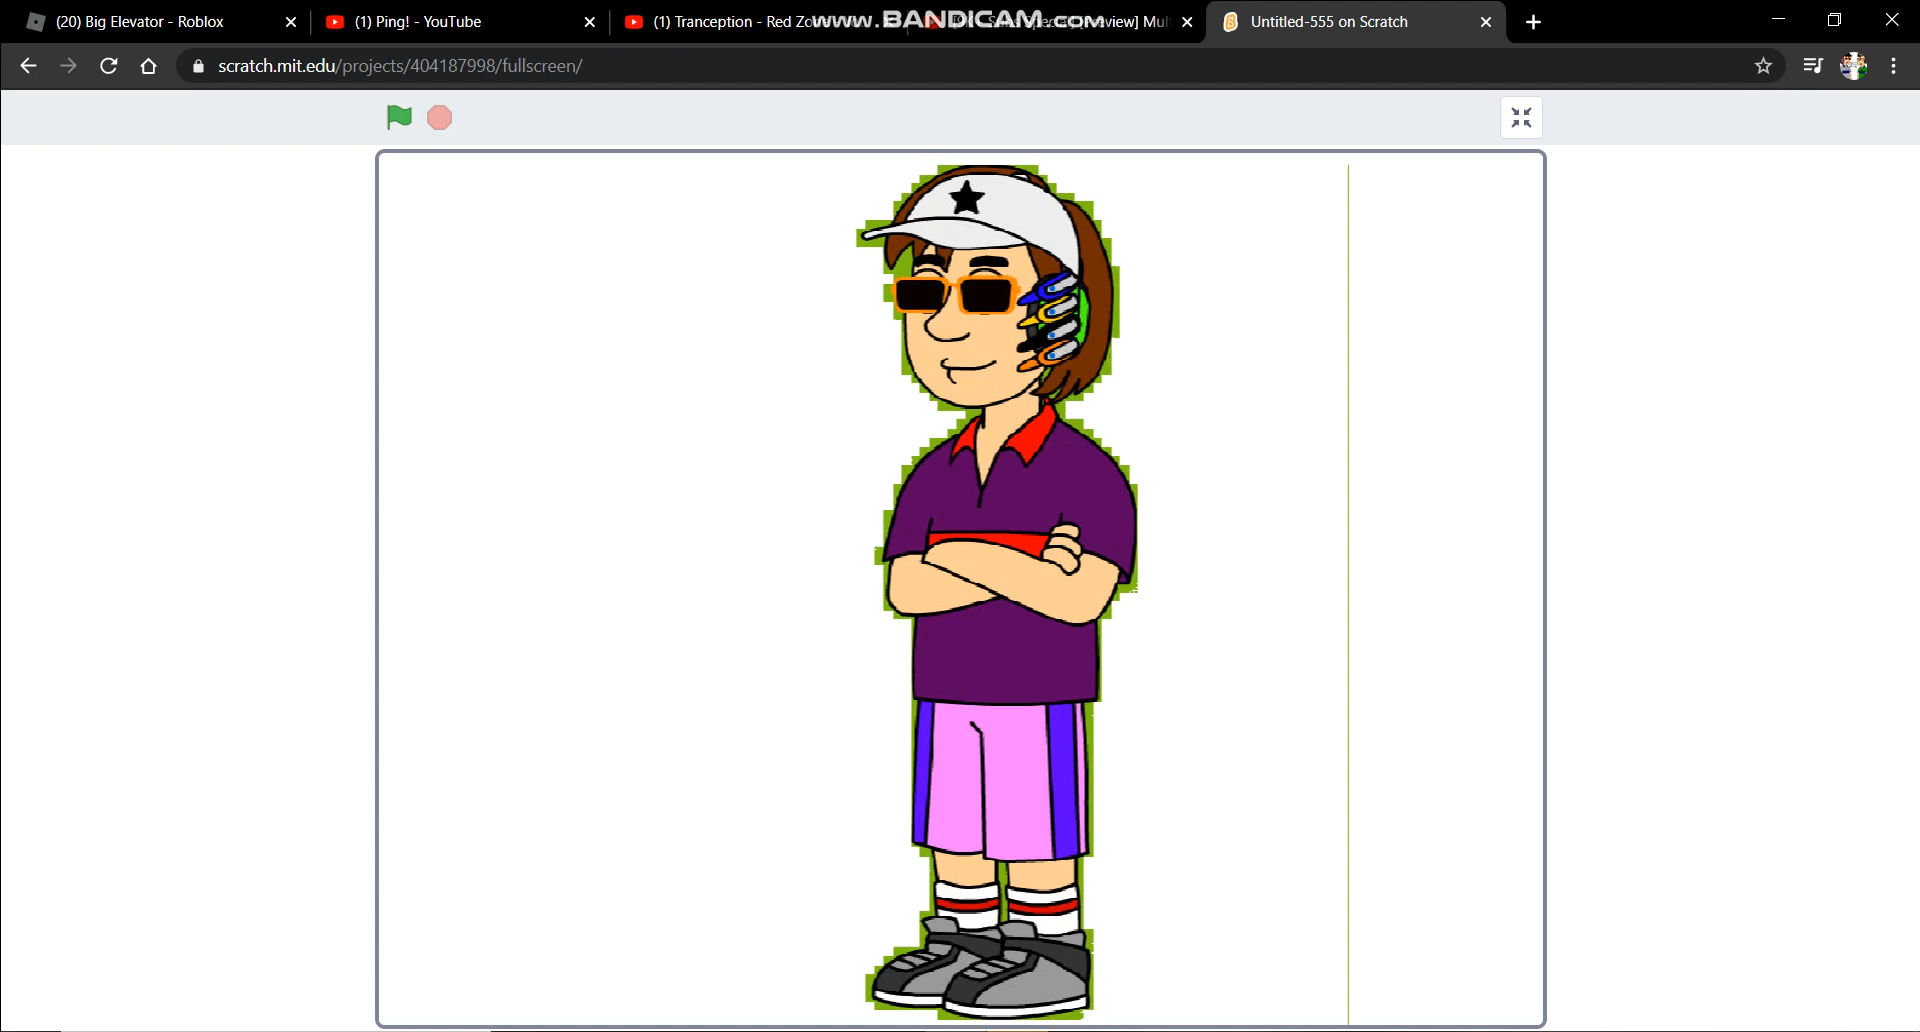 (20) Big Elevator - Roblox
(1) Ping! - YouTube
(1) Tranception - Red Zo
www.BANDICAM.com
Untitled-555 on Scratch
scratch.mit.edu/projects/404187998/fullscreen/